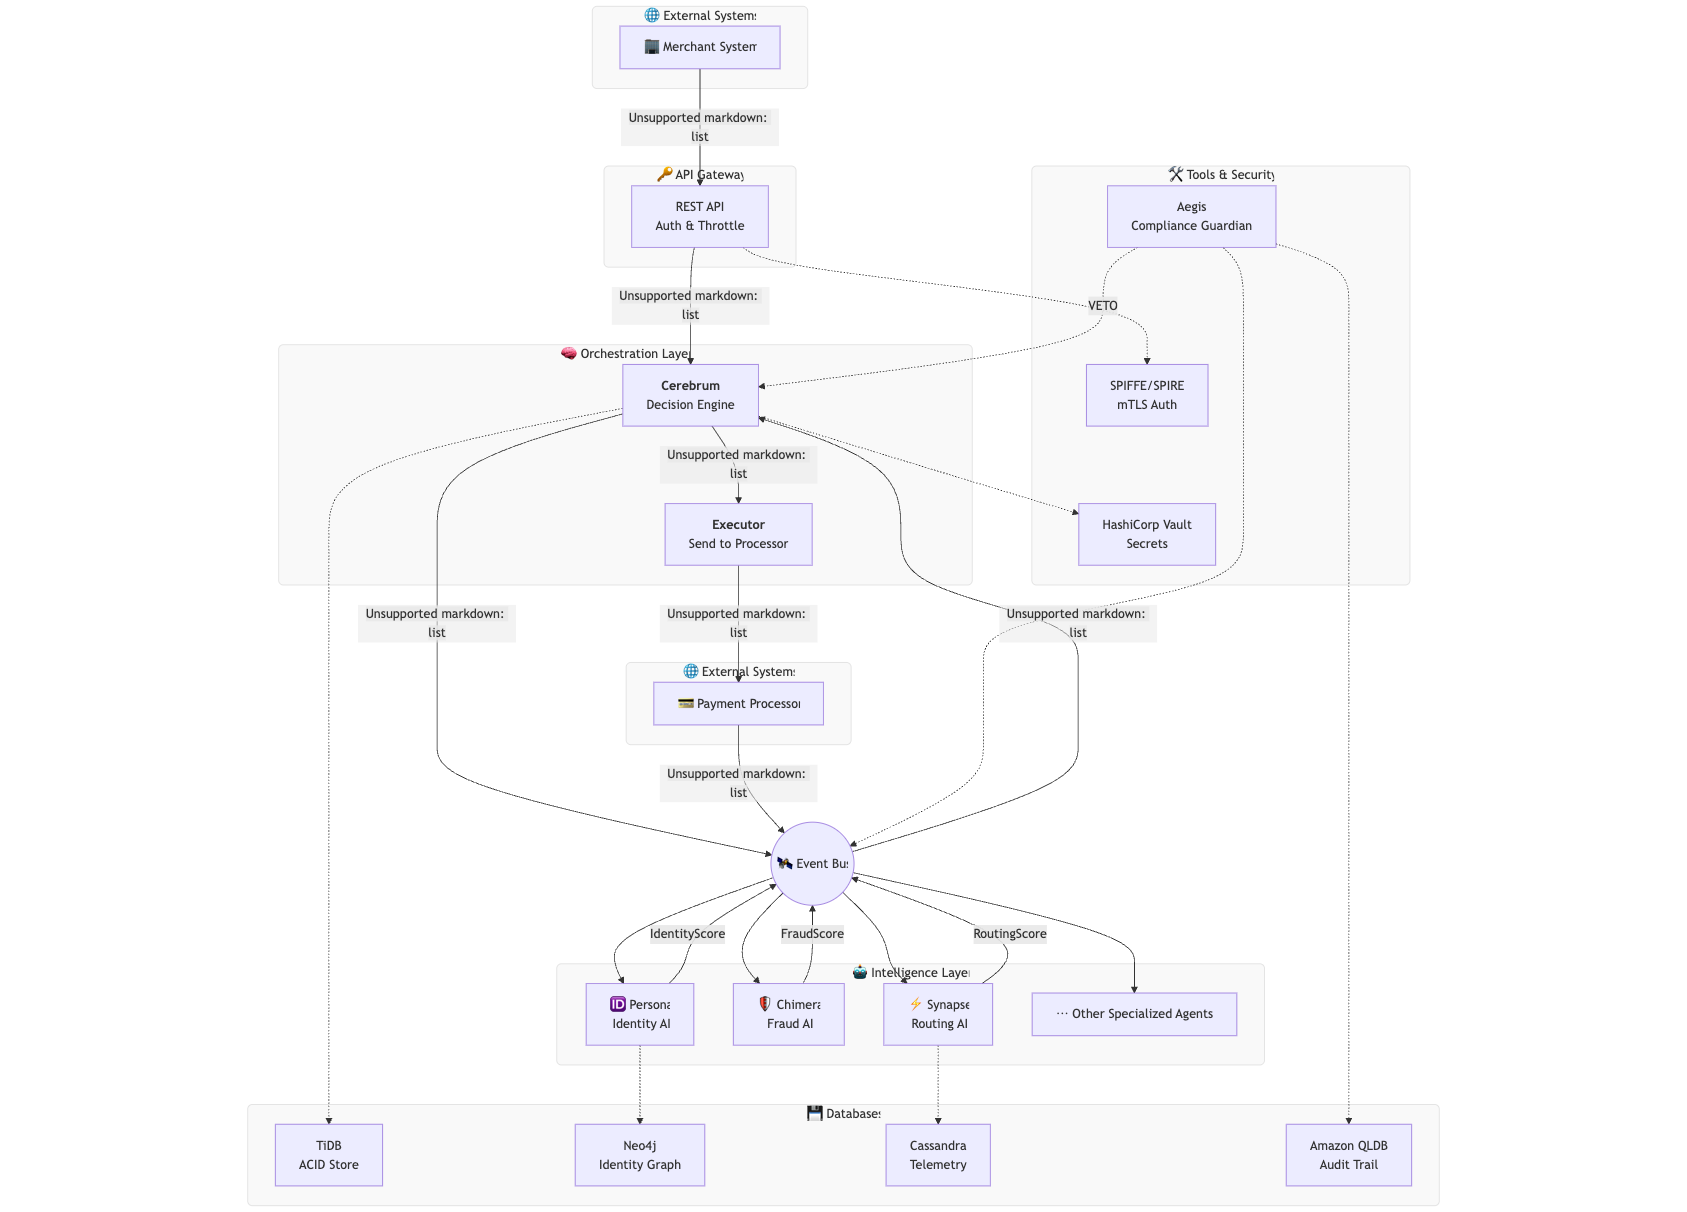 🌐 External Systems
🏢 Merchant System
Unsupported markdown:
list
🔑 API Gateway
REST API
Auth & Throttle
🛠️ Tools & Security
Aegis
Compliance Guardian
Unsupported markdown:
list
VETO
🧠 Orchestration Layer
Cerebrum
Decision Engine
SPIFFE/SPIRE
mTLS Auth
Unsupported markdown:
list
Executor
Send to Processor
HashiCorp Vault
Secrets
Unsupported markdown:
list
Unsupported markdown:
list
Unsupported markdown:
list
🌐 External Systems
💳 Payment Processor
Unsupported markdown:
list
🛰️ Event Bus
IdentityScore
FraudScore
RoutingScore
🤖 Intelligence Layer
🆔 Persona
Identity AI
🛡️ Chimera
Fraud AI
⚡ Synapse
Routing AI
··· Other Specialized Agents
💾 Databases
TiDB
ACID Store
Neo4j
Identity Graph
Cassandra
Telemetry
Amazon QLDB
Audit Trail